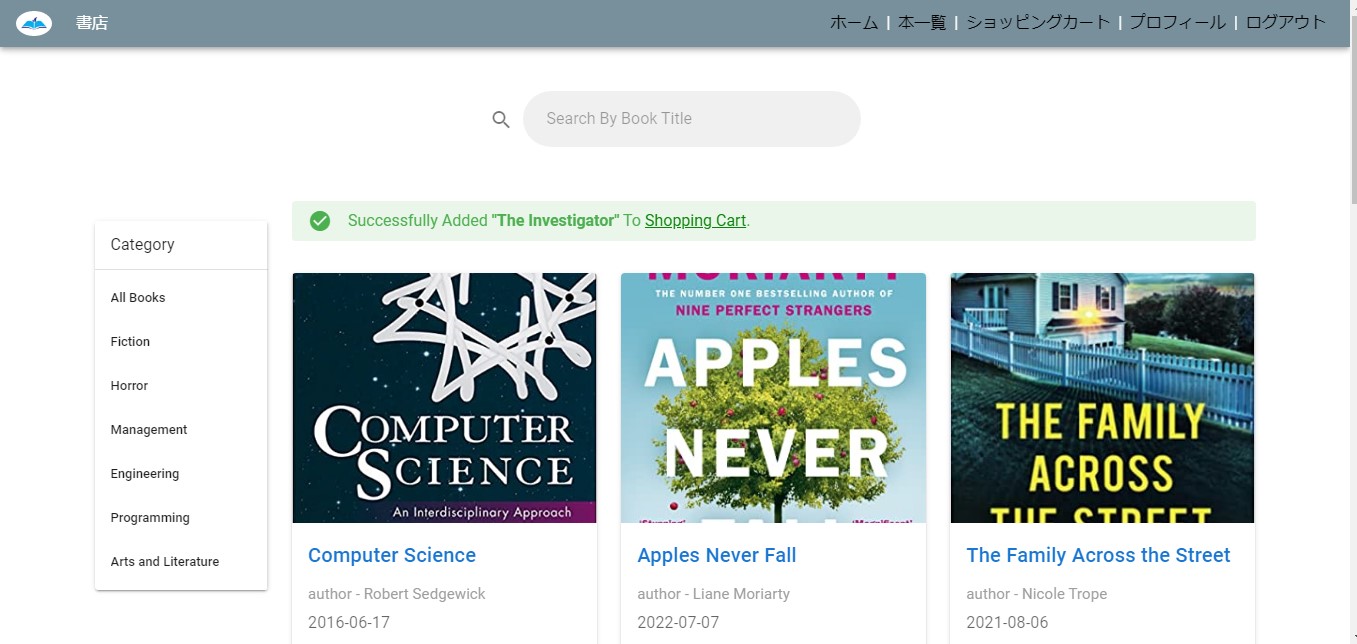 書店
ホーム | 本一覧 | ショッピングカート | プロフィール | ログアウト
Search By Book Title
Successfully Added "The Investigator" To Shopping Cart.
Category
All Books
Fiction
Horror
Management
Engineering
Programming
Arts and Literature
COMPUTER
SCIENCE
An Interdisciplinary Approach
Computer Science
author - Robert Sedgewick
2016-06-17
MORIARTY
THE NUMBER ONE BESTSELLING AUTHOR OF
NINE PERFECT STRANGERS
APPLES
NEVER
FALL
'Stunning' 'Magnificent'
Apples Never Fall
author - Liane Moriarty
2022-07-07
THE FAMILY
ACROSS
THE STREET
The Family Across the Street
author - Nicole Trope
2021-08-06